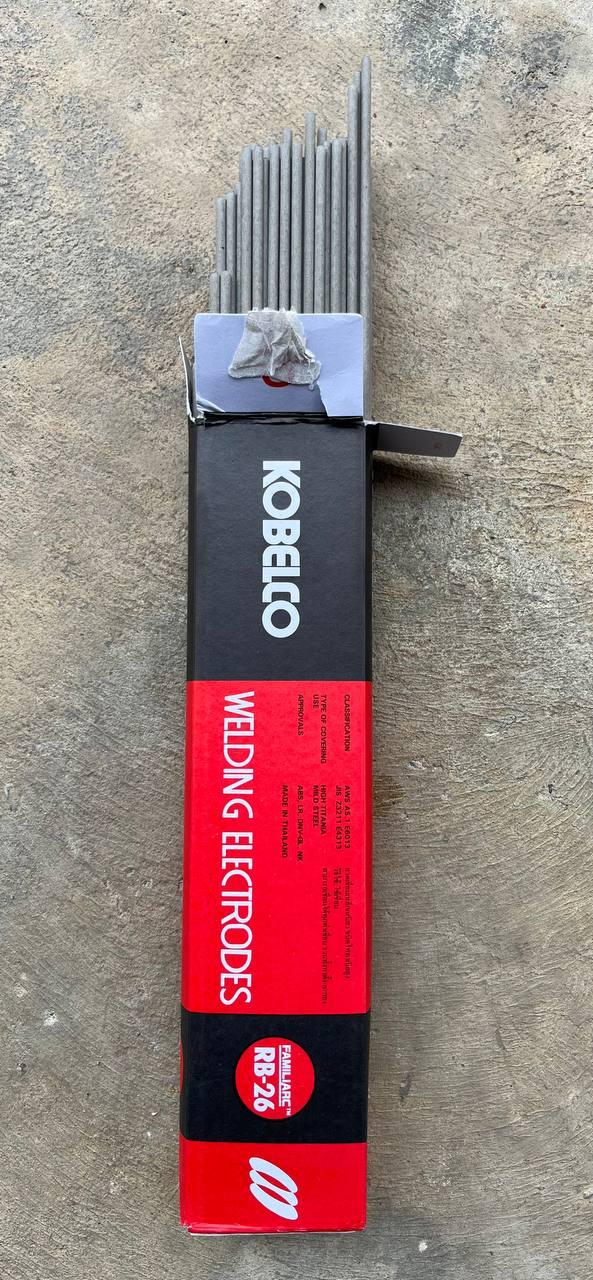 KOBELCO
WELDING ELECTRODES
CLASSIFICATION AWS A5.1 E6013
JIS Z3211 E4313
TYPE OF COVERING HIGH TITANIA
USE MILD STEEL
APPROVALS ABS, LR, DNV-GL, NK
MADE IN THAILAND
FAMILIARC™
RB-26